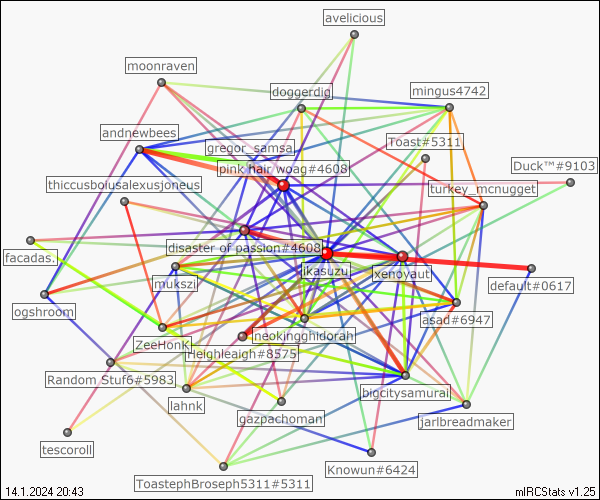 avelicious
moonraven
doggerdig
mingus4742
andnewbees
gregor_samsa
Toast#5311
pink hair woag#4608
Duck™#9103
thiccusbolusalexusjoneus
turkey_mcnugget
facadas.
disaster of passion#4608
jkasuzuj
xenoyaut
mukszi
default#0617
ogshroom
asad#6947
neokingghidorah
ZeeHonK
Heighleaigh#8575
Random Stuf6#5983
bigcitysamurai
lahnk
gazpachoman
jarlbreadmaker
tescoroll
Knowun#6424
ToastephBroseph5311#5311
14.1.2024 20:43
mIRCStats v1.25